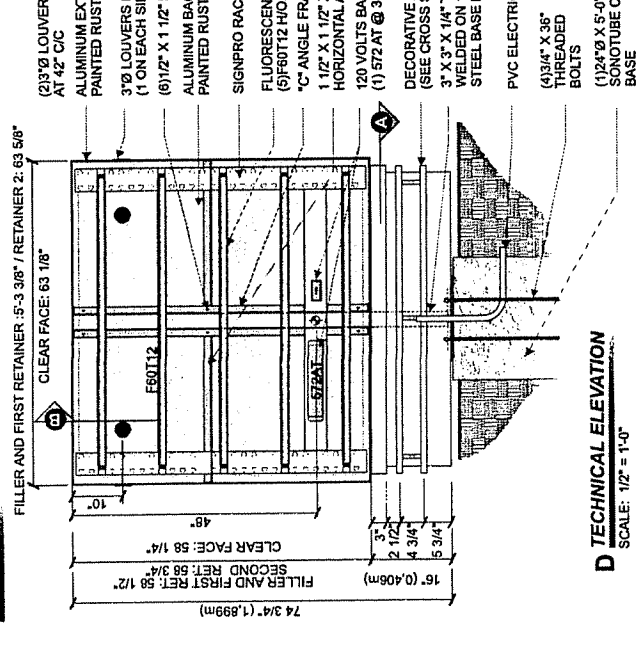 FILLER AND FIRST RETAINER :5'-3 3/8" / RETAINER 2: 63 5/8"
CLEAR FACE: 63 1/8"
B
(2)3"Ø LOUVER
AT 42" C/C
ALUMINUM EX
PAINTED RUST
3"Ø LOUVERS
(1 ON EACH SI
(6)1/2" X 1 1/2"
ALUMINUM BA
PAINTED RUST
SIGNPRO RAC
FLUORESCEN
(5)F60T12 H/O
"C" ANGLE FRA
1 1/2" X 1 1/2"
HORIZONTAL
120 VOLTS BA
(1) 572 AT @ 3
A
DECORATIVE
(SEE CROSS S
3" X 3" X 1/4"
WELDED ON
STEEL BASE
PVC ELECTRI
(4)3/4" X 36"
THREADED
BOLTS
(1)24"Ø X 5'-0"
SONOTUBE C
BASE
F60T12
572AT
10"
48"
CLEAR FACE: 58 1/4"
SECOND RET: 58 3/4"
FILLER AND FIRST RET: 58 1/2"
3"
2 1/2"
4 3/4"
5 3/4"
16" (0,406m)
74 3/4" (1,899m)
D TECHNICAL ELEVATION
SCALE: 1/2" = 1'-0"